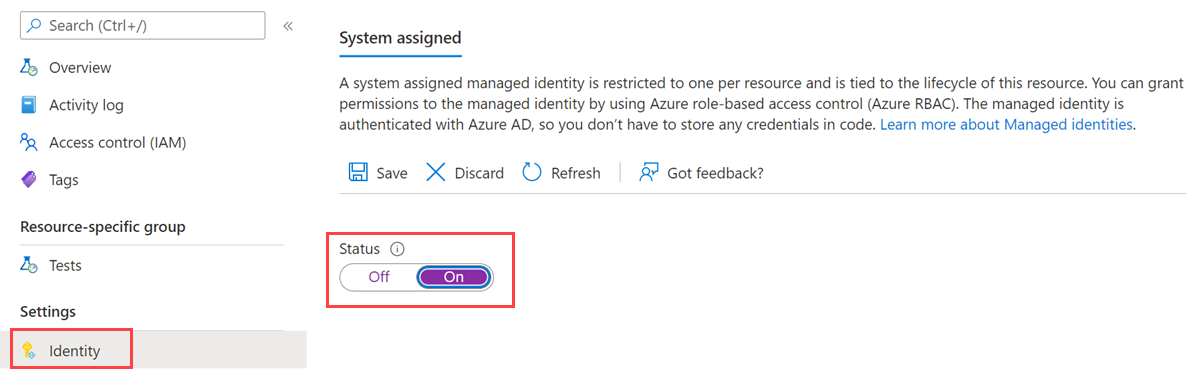 Search (Ctrl+/)
«
Overview
Activity log
Access control (IAM)
Tags
Resource-specific group
Tests
Settings
Identity
System assigned
A system assigned managed identity is restricted to one per resource and is tied to the lifecycle of this resource. You can grant
permissions to the managed identity by using Azure role-based access control (Azure RBAC). The managed identity is
authenticated with Azure AD, so you don’t have to store any credentials in code. Learn more about Managed identities.
Save Discard Refresh Got feedback?
Status
Off On